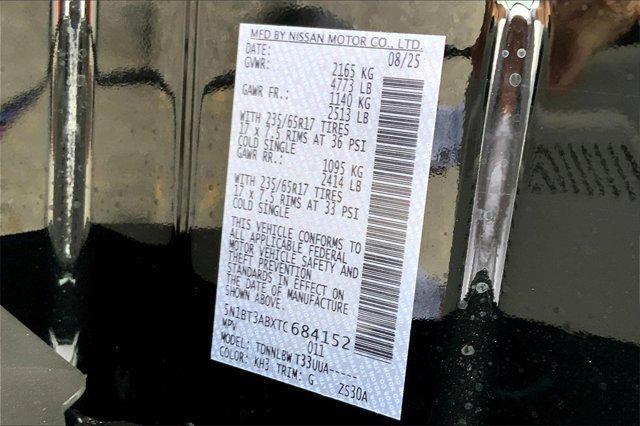 MFD BY NISSAN MOTOR CO., LTD.
DATE: 08/25
GVWR: 2165 KG
4773 LB
GAWR FR.: 1140 KG
2513 LB
WITH 235/65R17 TIRES
17 x 7.5 RIMS AT 36 PSI
COLD SINGLE
GAWR RR.: 1095 KG
2414 LB
WITH 235/65R17 TIRES
17 x 7.5 RIMS AT 33 PSI
COLD SINGLE
THIS VEHICLE CONFORMS TO
ALL APPLICABLE FEDERAL
MOTOR VEHICLE SAFETY AND
THEFT PREVENTION
STANDARDS IN EFFECT ON
THE DATE OF MANUFACTURE
SHOWN ABOVE.
5N1BT3ABXTC684152
MPV 011
MODEL: TDNNLBW T33UUA-----
COLOR: KH3 TRIM: G ZS30A